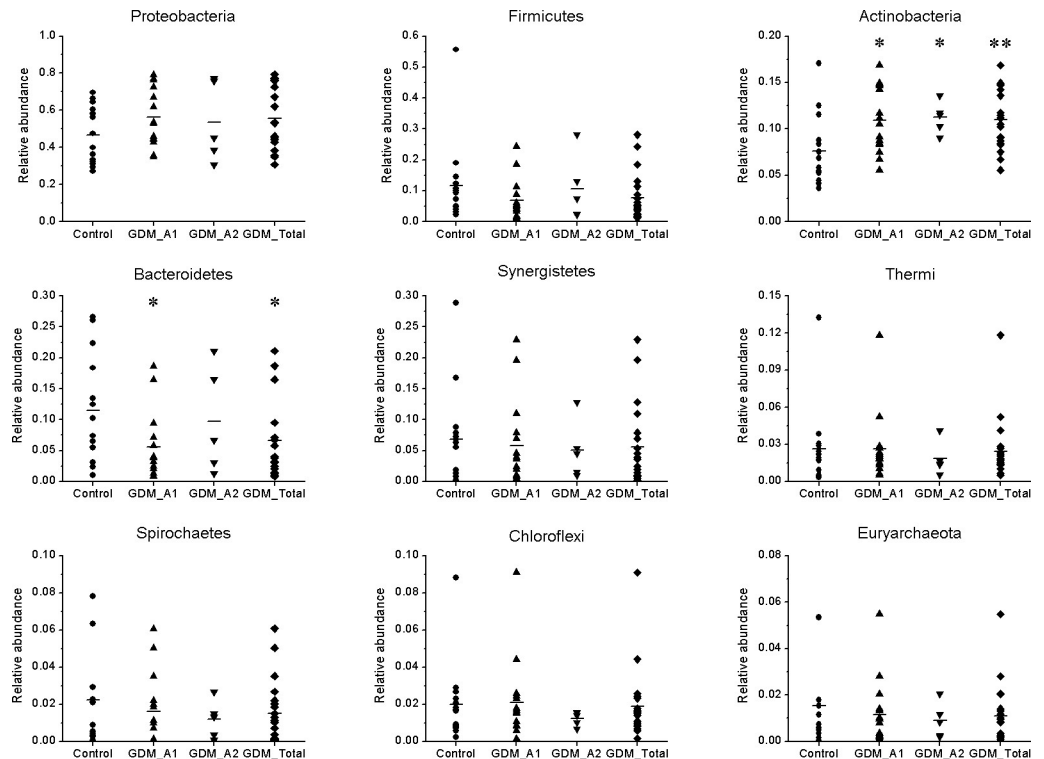 Proteobacteria
Relative abundance
1.0
0.8
0.6
0.4
0.2
0.0
Control GDM_A1 GDM_A2 GDM_Total
Firmicutes
Relative abundance
0.6
0.5
0.4
0.3
0.2
0.1
0.0
Control GDM_A1 GDM_A2 GDM_Total
Actinobacteria
Relative abundance
0.20
0.15
0.10
0.05
0.00
* * **
Control GDM_A1 GDM_A2 GDM_Total
Bacteroidetes
Relative abundance
0.30
0.25
0.20
0.15
0.10
0.05
0.00
* *
Control GDM_A1 GDM_A2 GDM_Total
Synergistetes
Relative abundance
0.30
0.25
0.20
0.15
0.10
0.05
0.00
Control GDM_A1 GDM_A2 GDM_Total
Thermi
Relative abundance
0.15
0.12
0.09
0.06
0.03
0.00
Control GDM_A1 GDM_A2 GDM_Total
Spirochaetes
Relative abundance
0.10
0.08
0.06
0.04
0.02
0.00
Control GDM_A1 GDM_A2 GDM_Total
Chloroflexi
Relative abundance
0.10
0.08
0.06
0.04
0.02
0.00
Control GDM_A1 GDM_A2 GDM_Total
Euryarchaeota
Relative abundance
0.08
0.06
0.04
0.02
0.00
Control GDM_A1 GDM_A2 GDM_Total